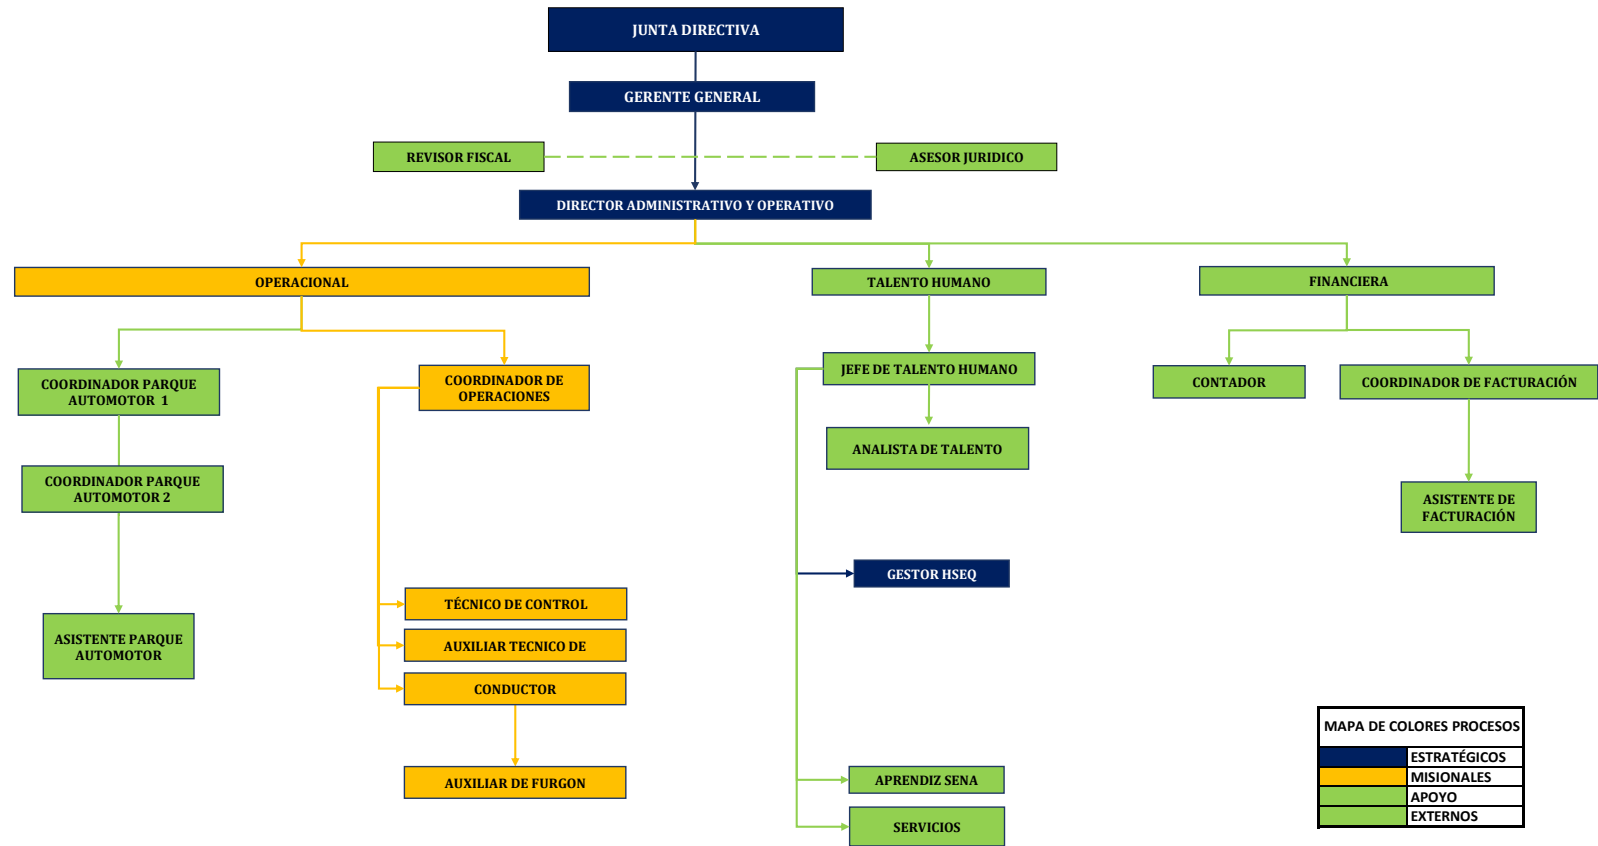 JUNTA DIRECTIVA
GERENTE GENERAL
REVISOR FISCAL
ASESOR JURIDICO
DIRECTOR ADMINISTRATIVO Y OPERATIVO
OPERACIONAL
TALENTO HUMANO
FINANCIERA
COORDINADOR PARQUE
AUTOMOTOR 1
COORDINADOR DE
OPERACIONES
JEFE DE TALENTO HUMANO
CONTADOR
COORDINADOR DE FACTURACIÓN
ANALISTA DE TALENTO
COORDINADOR PARQUE
AUTOMOTOR 2
ASISTENTE DE
FACTURACIÓN
GESTOR HSEQ
TÉCNICO DE CONTROL
ASISTENTE PARQUE
AUTOMOTOR
AUXILIAR TECNICO DE
CONDUCTOR
AUXILIAR DE FURGON
APRENDIZ SENA
SERVICIOS
MAPA DE COLORES PROCESOS
ESTRATÉGICOS
MISIONALES
APOYO
EXTERNOS